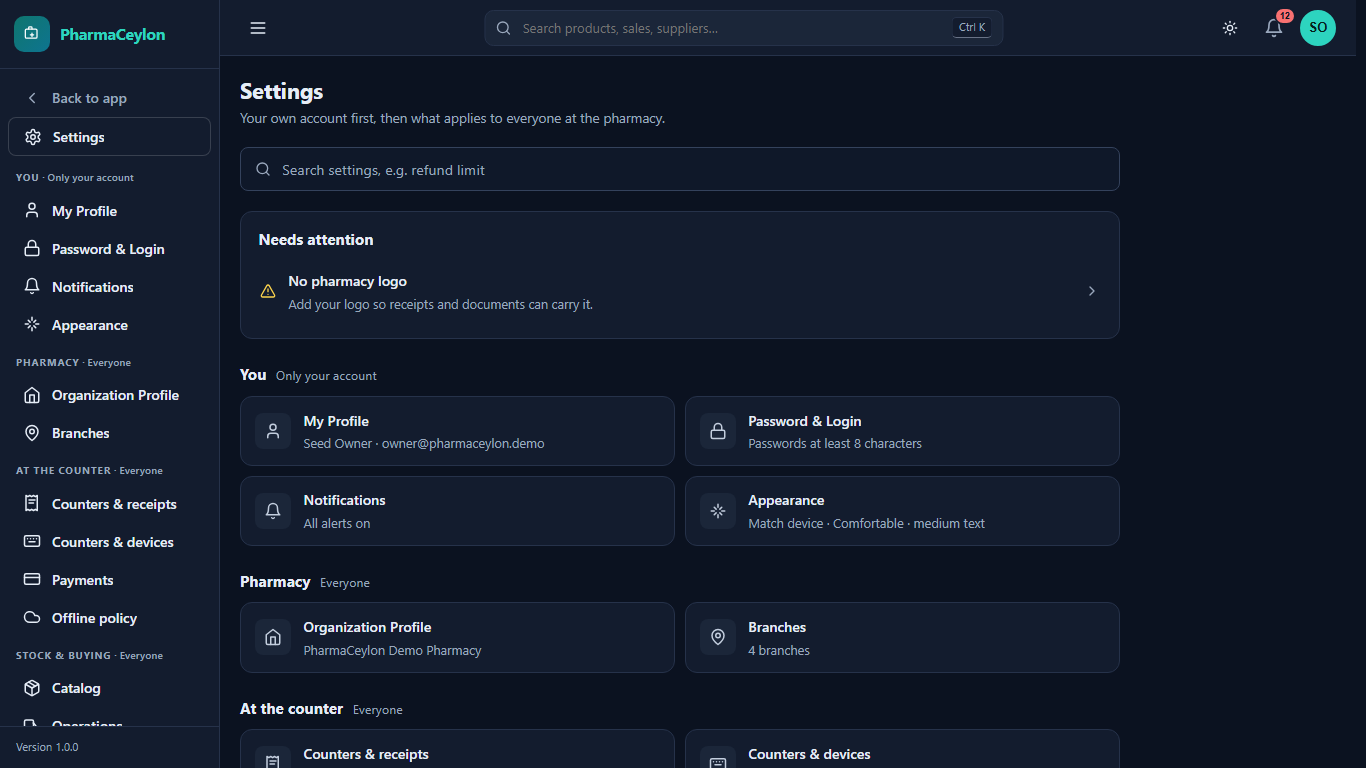 PharmaCeylon
Search products, sales, suppliers...
Ctrl K
12
SO
Back to app
Settings
YOU · Only your account
My Profile
Password & Login
Notifications
Appearance
PHARMACY · Everyone
Organization Profile
Branches
AT THE COUNTER · Everyone
Counters & receipts
Counters & devices
Payments
Offline policy
STOCK & BUYING · Everyone
Catalog
Operations
Version 1.0.0
Settings
Your own account first, then what applies to everyone at the pharmacy.
Search settings, e.g. refund limit
Needs attention
No pharmacy logo
Add your logo so receipts and documents can carry it.
You Only your account
My Profile
Seed Owner · owner@pharmaceylon.demo
Password & Login
Passwords at least 8 characters
Notifications
All alerts on
Appearance
Match device · Comfortable · medium text
Pharmacy Everyone
Organization Profile
PharmaCeylon Demo Pharmacy
Branches
4 branches
At the counter Everyone
Counters & receipts
Counters & devices